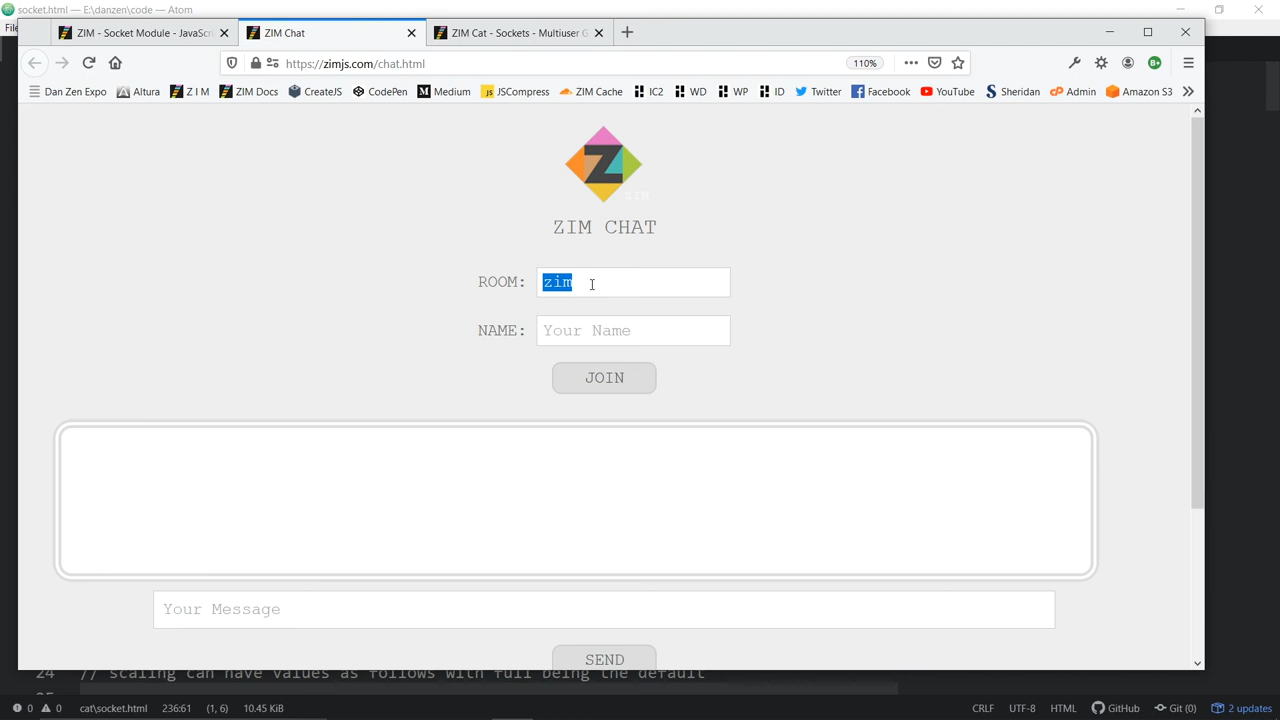 socket.html — E:\danzen\code — Atom
File
ZIM - Socket Module - JavaScri
ZIM Chat
ZIM Cat - Sockets - Multiuser G
https://zimjs.com/chat.html
110%
Dan Zen Expo
Altura
Z I M
ZIM Docs
CreateJS
CodePen
Medium
JSCompress
ZIM Cache
IC2
WD
WP
ID
Twitter
Facebook
YouTube
Sheridan
Admin
Amazon S3
ZIM
ZIM CHAT
ROOM: zim
NAME: Your Name
JOIN
Your Message
SEND
24 // scaling can have values as follows with full being the default
0 0 cat\socket.html 236:61 (1, 6) 10.45 KiB CRLF UTF-8 HTML GitHub Git (0) 2 updates